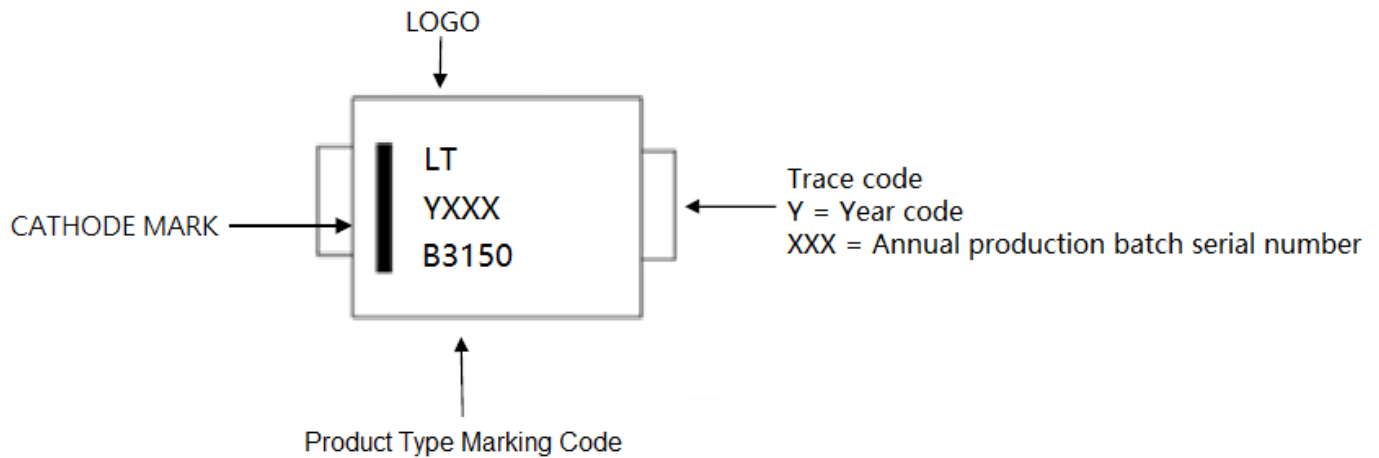 LOGO
LT
YXXX
B3150
CATHODE MARK
Trace code
Y = Year code
XXX = Annual production batch serial number
Product Type Marking Code